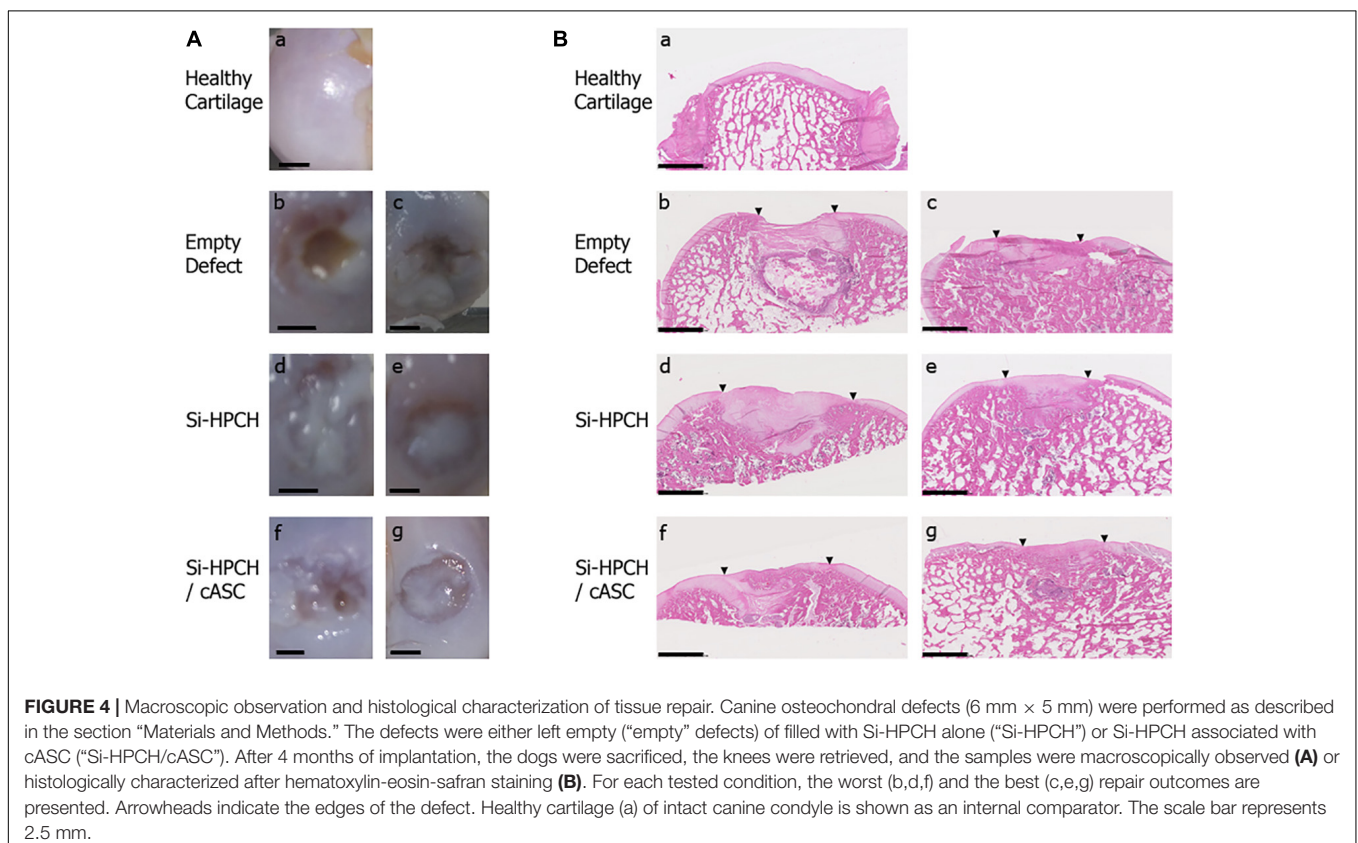 A
B
a
a
Healthy
Cartilage
Healthy
Cartilage
b
c
b
c
Empty
Defect
Empty
Defect
d
e
d
e
Si-HPCH
Si-HPCH
f
g
f
g
Si-HPCH
/ cASC
Si-HPCH
/ cASC
FIGURE 4 | Macroscopic observation and histological characterization of tissue repair. Canine osteochondral defects (6 mm × 5 mm) were performed as described
in the section “Materials and Methods.” The defects were either left empty (“empty” defects) of filled with Si-HPCH alone (“Si-HPCH”) or Si-HPCH associated with
cASC (“Si-HPCH/cASC”). After 4 months of implantation, the dogs were sacrificed, the knees were retrieved, and the samples were macroscopically observed (A) or
histologically characterized after hematoxylin-eosin-safran staining (B). For each tested condition, the worst (b,d,f) and the best (c,e,g) repair outcomes are
presented. Arrowheads indicate the edges of the defect. Healthy cartilage (a) of intact canine condyle is shown as an internal comparator. The scale bar represents
2.5 mm.